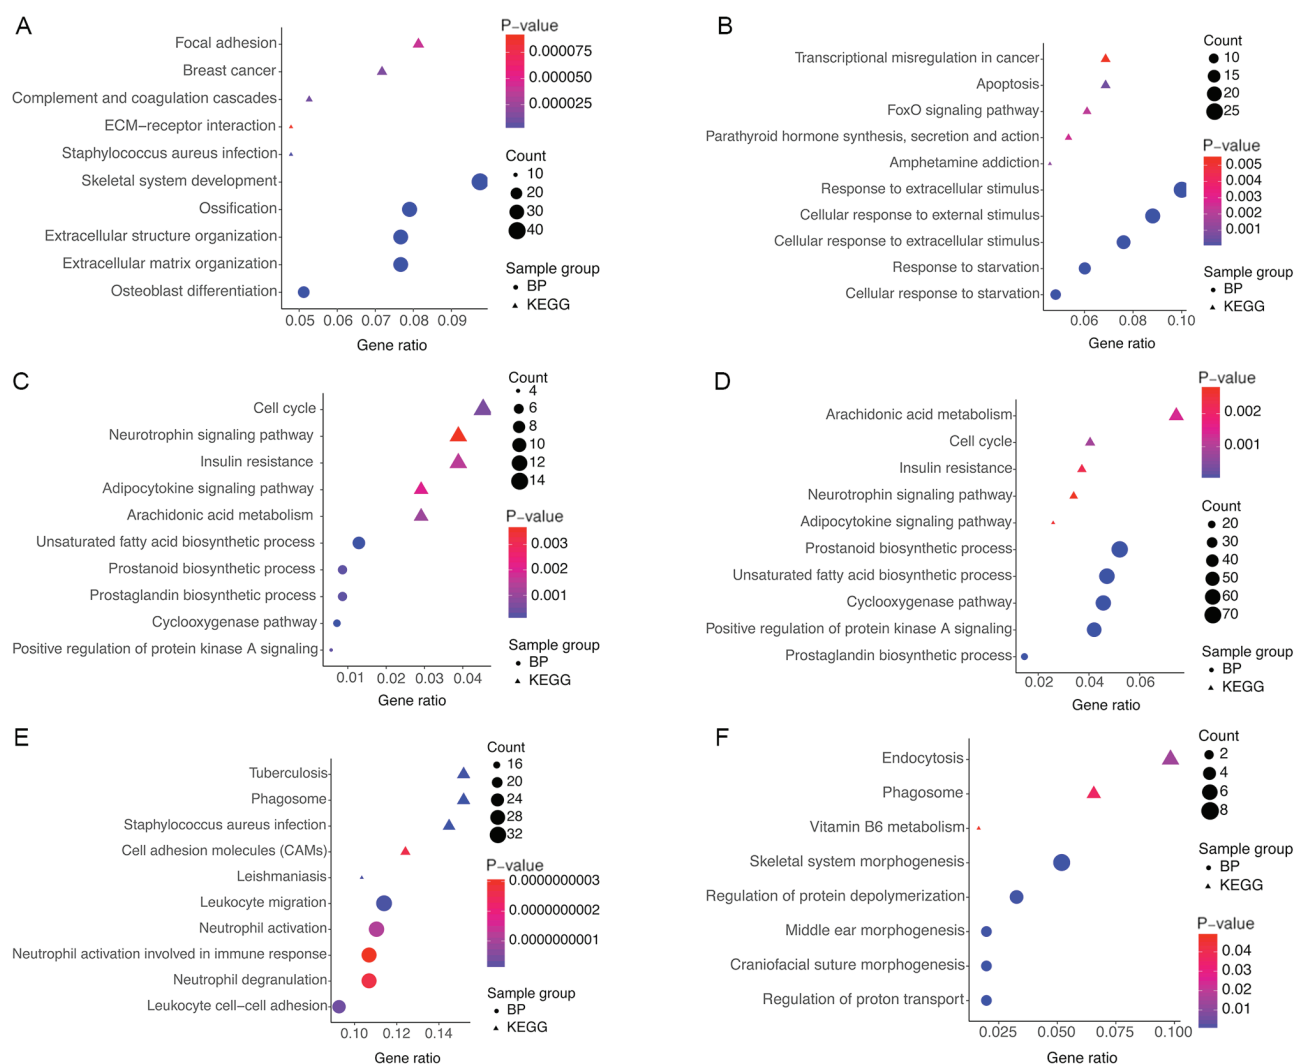 A
P-value
Focal adhesion
0.000075
Breast cancer
0.000050
Complement and coagulation cascades
0.000025
ECM-receptor interaction
Staphylococcus aureus infection
Count
10
Skeletal system development
20
Ossification
30
Extracellular structure organization
40
Extracellular matrix organization
Sample group
Osteoblast differentiation
BP
KEGG
0.05 0.06 0.07 0.08 0.09
Gene ratio
B
Count
Transcriptional misregulation in cancer
10
Apoptosis
15
20
FoxO signaling pathway
25
Parathyroid hormone synthesis, secretion and action
P-value
Amphetamine addiction
0.005
Response to extracellular stimulus
0.004
0.003
Cellular response to external stimulus
0.002
Cellular response to extracellular stimulus
0.001
Response to starvation
Sample group
Cellular response to starvation
BP
KEGG
0.06 0.08 0.10
Gene ratio
C
Count
4
Cell cycle
6
Neurotrophin signaling pathway
8
10
Insulin resistance
12
Adipocytokine signaling pathway
14
Arachidonic acid metabolism
P-value
Unsaturated fatty acid biosynthetic process
0.003
Prostanoid biosynthetic process
0.002
Prostaglandin biosynthetic process
0.001
Cyclooxygenase pathway
Positive regulation of protein kinase A signaling
Sample group
BP
KEGG
0.01 0.02 0.03 0.04
Gene ratio
D
P-value
Arachidonic acid metabolism
0.002
Cell cycle
0.001
Insulin resistance
Neurotrophin signaling pathway
Count
Adipocytokine signaling pathway
20
Prostanoid biosynthetic process
30
40
Unsaturated fatty acid biosynthetic process
50
Cyclooxygenase pathway
60
Positive regulation of protein kinase A signaling
70
Prostaglandin biosynthetic process
Sample group
BP
KEGG
0.02 0.04 0.06
Gene ratio
E
Count
Tuberculosis
16
20
Phagosome
24
Staphylococcus aureus infection
28
32
Cell adhesion molecules (CAMs)
P-value
Leishmaniasis
0.0000000003
Leukocyte migration
0.0000000002
Neutrophil activation
0.0000000001
Neutrophil activation involved in immune response
Neutrophil degranulation
Sample group
Leukocyte cell-cell adhesion
BP
KEGG
0.10 0.12 0.14
Gene ratio
F
Count
Endocytosis
2
4
Phagosome
6
8
Vitamin B6 metabolism
Sample group
Skeletal system morphogenesis
BP
KEGG
Regulation of protein depolymerization
Middle ear morphogenesis
P-value
0.04
Craniofacial suture morphogenesis
0.03
0.02
Regulation of proton transport
0.01
0.025 0.050 0.075 0.100
Gene ratio